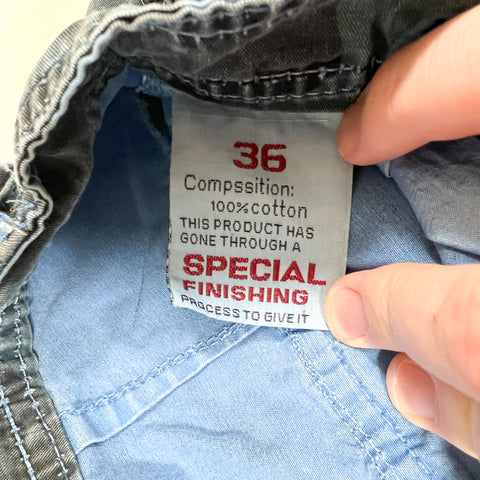 36
Compssition:
100%cotton
THIS PRODUCT HAS
GONE THROUGH A
SPECIAL
FINISHING
PROCESS TO GIVE IT